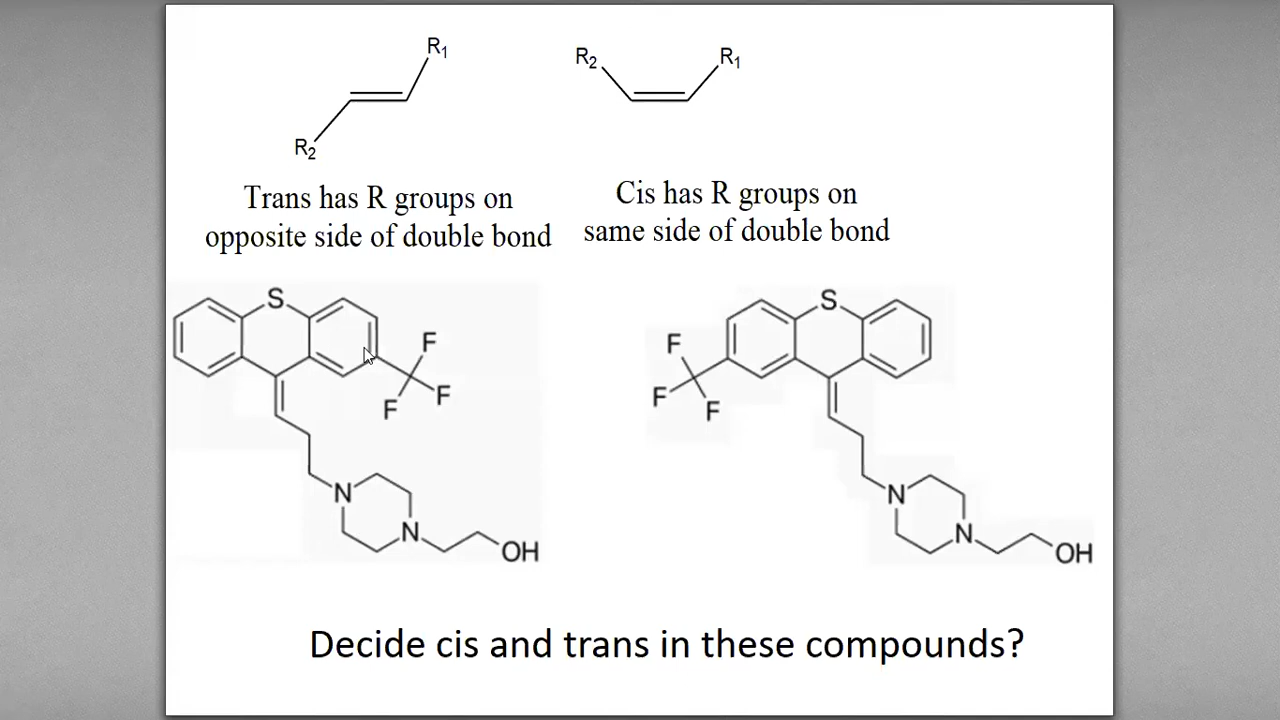 R1
R2
R2 R1
Trans has R groups on
opposite side of double bond
Cis has R groups on
same side of double bond
S
F
F
F
N
N
OH
S
F
F
F
N
N
OH
Decide cis and trans in these compounds?